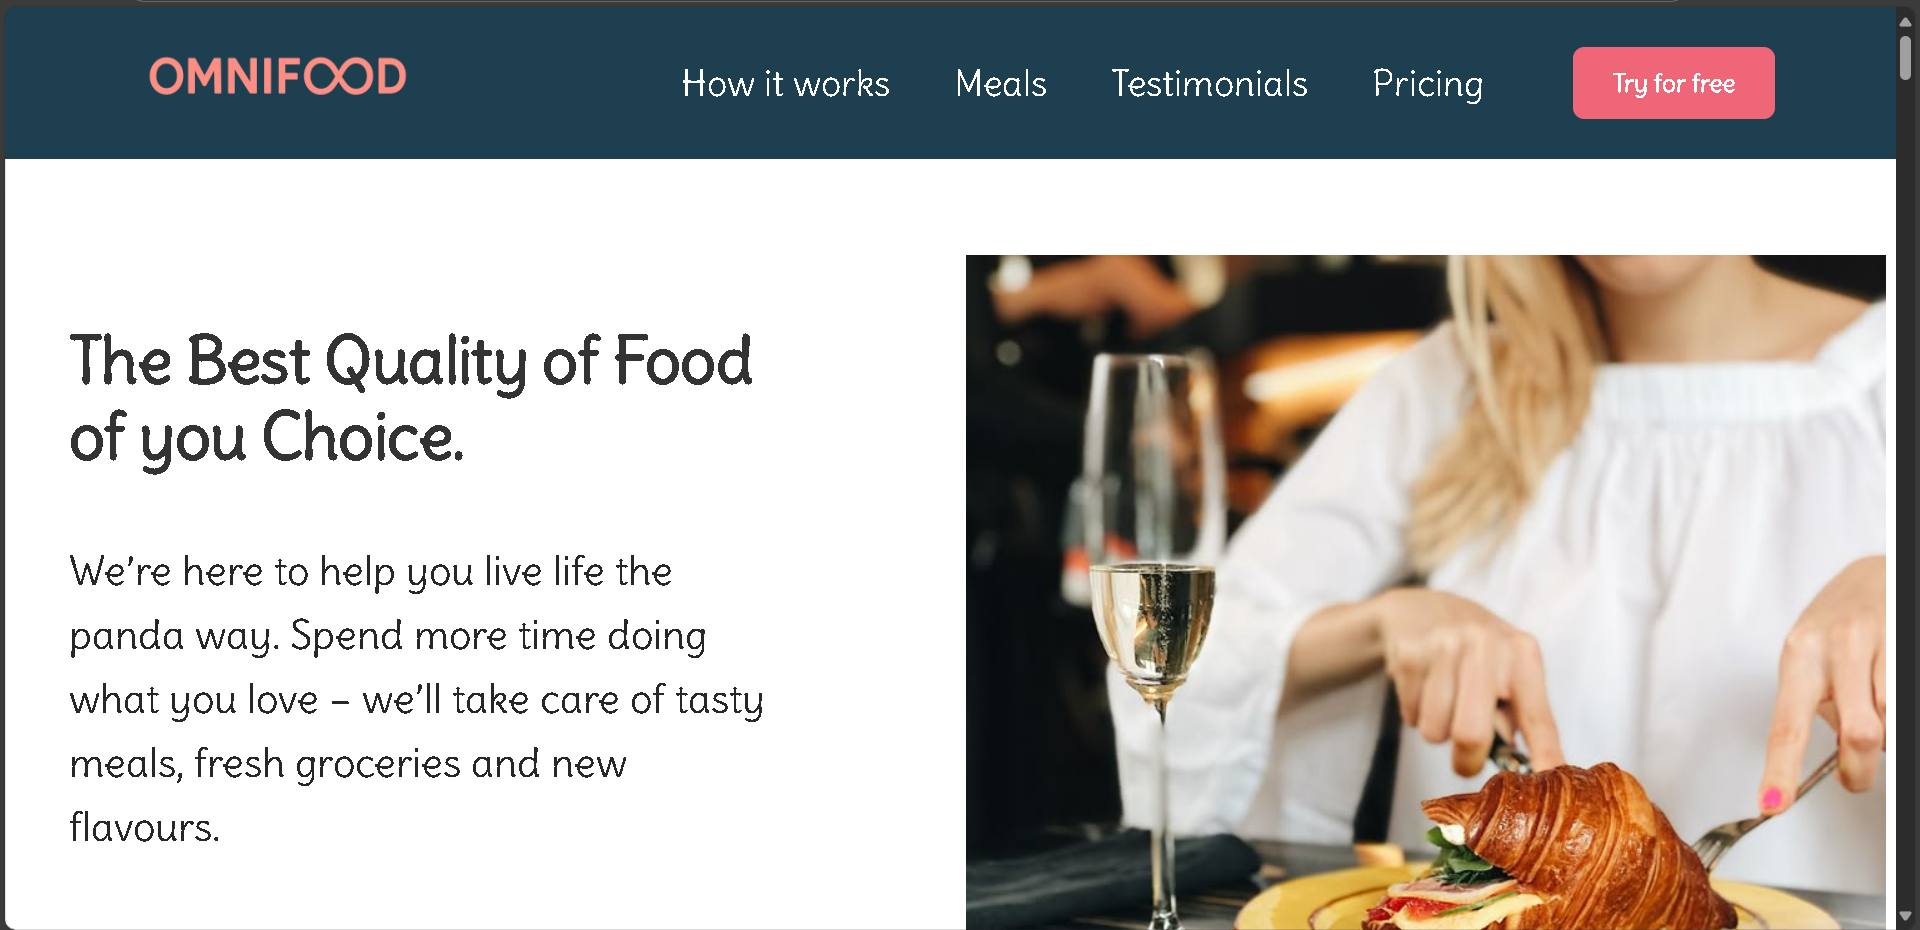 OMNIFOOD
How it works Meals Testimonials Pricing Try for free
The Best Quality of Food
of you Choice.
We're here to help you live life the
panda way. Spend more time doing
what you love – we'll take care of tasty
meals, fresh groceries and new
flavours.